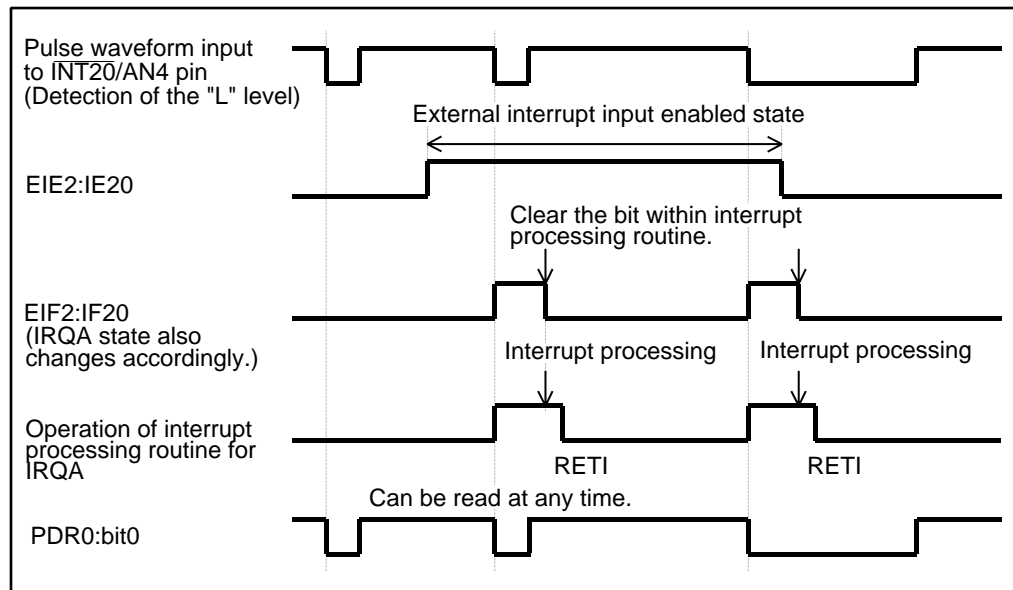 Pulse waveform input
to INT20/AN4 pin
(Detection of the "L" level)
External interrupt input enabled state
EIE2:IE20
Clear the bit within interrupt
processing routine.
EIF2:IF20
(IRQA state also
changes accordingly.)
Interrupt processing
Interrupt processing
Operation of interrupt
processing routine for
IRQA
RETI
RETI
Can be read at any time.
PDR0:bit0